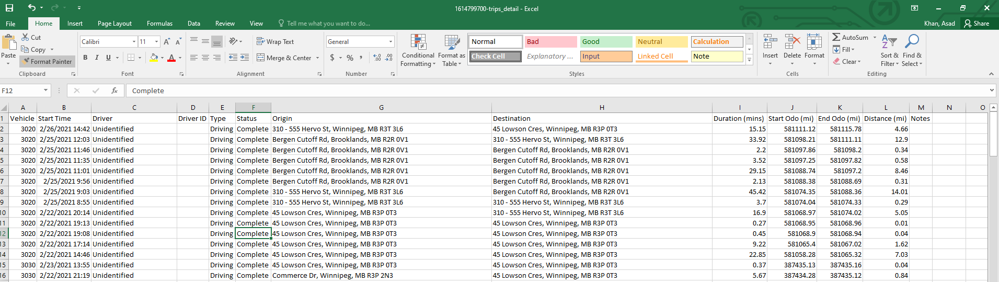 1614799700-trips_detail - Excel
File Home Insert Page Layout Formulas Data Review View Tell me what you want to do... Khan, Asad Share
Paste Cut Copy Format Painter Clipboard
Calibri 11 B I U A A A Font
Wrap Text Merge & Center Alignment
General $ % , .00 .0 Number
Conditional Formatting Format as Table
Normal Bad Good Neutral Calculation
Check Cell Explanatory ... Input Linked Cell Note
Styles
Insert Delete Format Cells
AutoSum Fill Clear Sort & Filter Find & Select Editing
F12 fx Complete
A B C D E F G H I J K L M N O
1 Vehicle Start Time Driver Driver ID Type Status Origin Destination Duration (mins) Start Odo (mi) End Odo (mi) Distance (mi) Notes
2 3020 2/26/2021 14:42 Unidentified Driving Complete 310 - 555 Hervo St, Winnipeg, MB R3T 3L6 45 Lowson Cres, Winnipeg, MB R3P 0T3 15.15 581111.12 581115.78 4.66
3 3020 2/25/2021 12:03 Unidentified Driving Complete Bergen Cutoff Rd, Brooklands, MB R2R 0V1 310 - 555 Hervo St, Winnipeg, MB R3T 3L6 33.92 581098.21 581111.11 12.9
4 3020 2/25/2021 11:46 Unidentified Driving Complete Bergen Cutoff Rd, Brooklands, MB R2R 0V1 Bergen Cutoff Rd, Brooklands, MB R2R 0V1 2.2 581097.86 581098.2 0.34
5 3020 2/25/2021 11:35 Unidentified Driving Complete Bergen Cutoff Rd, Brooklands, MB R2R 0V1 Bergen Cutoff Rd, Brooklands, MB R2R 0V1 3.52 581097.25 581097.82 0.58
6 3020 2/25/2021 11:01 Unidentified Driving Complete Bergen Cutoff Rd, Brooklands, MB R2R 0V1 Bergen Cutoff Rd, Brooklands, MB R2R 0V1 29.15 581088.74 581097.2 8.46
7 3020 2/25/2021 9:56 Unidentified Driving Complete Bergen Cutoff Rd, Brooklands, MB R2R 0V1 Bergen Cutoff Rd, Brooklands, MB R2R 0V1 2.13 581088.38 581088.69 0.31
8 3020 2/25/2021 9:03 Unidentified Driving Complete 310 - 555 Hervo St, Winnipeg, MB R3T 3L6 Bergen Cutoff Rd, Brooklands, MB R2R 0V1 45.42 581074.35 581088.36 14.01
9 3020 2/25/2021 8:55 Unidentified Driving Complete 310 - 555 Hervo St, Winnipeg, MB R3T 3L6 310 - 555 Hervo St, Winnipeg, MB R3T 3L6 3.7 581074.04 581074.33 0.29
10 3020 2/22/2021 20:14 Unidentified Driving Complete 45 Lowson Cres, Winnipeg, MB R3P 0T3 310 - 555 Hervo St, Winnipeg, MB R3T 3L6 16.9 581068.97 581074.02 5.05
11 3020 2/22/2021 19:13 Unidentified Driving Complete 45 Lowson Cres, Winnipeg, MB R3P 0T3 45 Lowson Cres, Winnipeg, MB R3P 0T3 0.27 581068.95 581068.96 0.01
12 3020 2/22/2021 19:08 Unidentified Driving Complete 45 Lowson Cres, Winnipeg, MB R3P 0T3 45 Lowson Cres, Winnipeg, MB R3P 0T3 0.45 581068.9 581068.94 0.04
13 3020 2/22/2021 17:14 Unidentified Driving Complete 45 Lowson Cres, Winnipeg, MB R3P 0T3 45 Lowson Cres, Winnipeg, MB R3P 0T3 9.22 581065.4 581067.02 1.62
14 3020 2/22/2021 14:46 Unidentified Driving Complete 45 Lowson Cres, Winnipeg, MB R3P 0T3 45 Lowson Cres, Winnipeg, MB R3P 0T3 22.85 581058.28 581065.32 7.03
15 3030 2/23/2021 13:55 Unidentified Driving Complete 45 Lowson Cres, Winnipeg, MB R3P 0T3 45 Lowson Cres, Winnipeg, MB R3P 0T3 0.37 387435.13 387435.16 0.04
16 3030 2/22/2021 21:19 Unidentified Driving Complete Commerce Dr, Winnipeg, MB R3P 2N3 45 Lowson Cres, Winnipeg, MB R3P 0T3 5.67 387434.28 387435.12 0.84